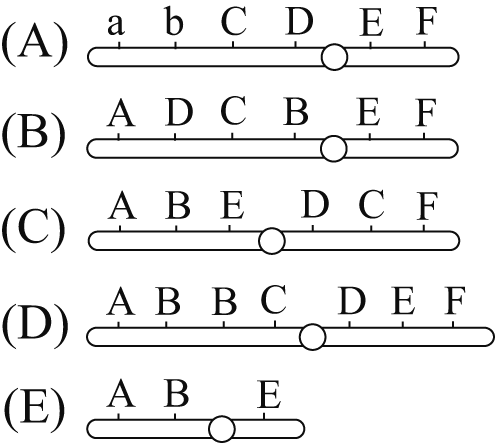 (A) a b C D E F
(B) A D C B E F
(C) A B E D C F
(D) A B B C D E F
(E) A B E